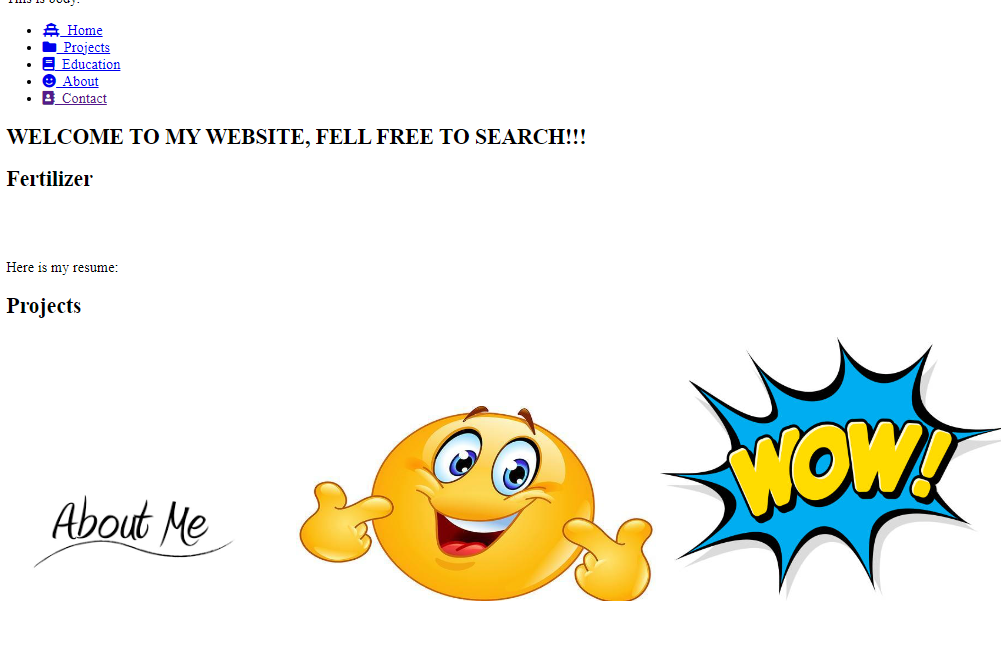 This is body.
Home
Projects
Education
About
Contact
WELCOME TO MY WEBSITE, FELL FREE TO SEARCH!!!
Fertilizer
Here is my resume:
Projects
About Me
WOW!